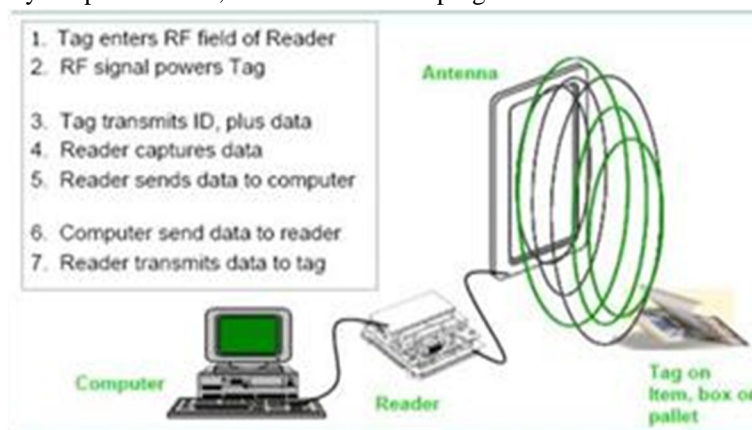 1. Tag enters RF field of Reader
2. RF signal powers Tag
3. Tag transmits ID, plus data
4. Reader captures data
5. Reader sends data to computer
6. Computer send data to reader
7. Reader transmits data to tag
Antenna
Computer
Reader
Tag on
Item, box or
pallet